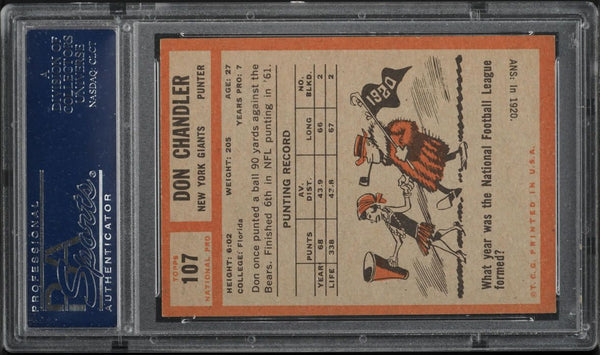 A
DIVISION OF
COLLECTORS
UNIVERSE
NASDAQ: CLCT
PROFESSIONAL
PSA
Sports
AUTHENTICATOR
TOPPS
107
NATIONAL PRO
DON CHANDLER
NEW YORK GIANTS PUNTER
HEIGHT: 6:02 WEIGHT: 205 AGE: 27
COLLEGE: Florida YEARS PRO: 7
Don once punted a ball 90 yards against the
Bears. Finished 6th in NFL punting in '61.
PUNTING RECORD
PUNTS AV. DIST. LONG NO. BLKD.
YEAR 68 43.9 66 2
LIFE 338 42.8 67 2
1920
What year was the National Football League
formed?
ANS: In 1920.
© T.C.G. PRINTED IN U.S.A.